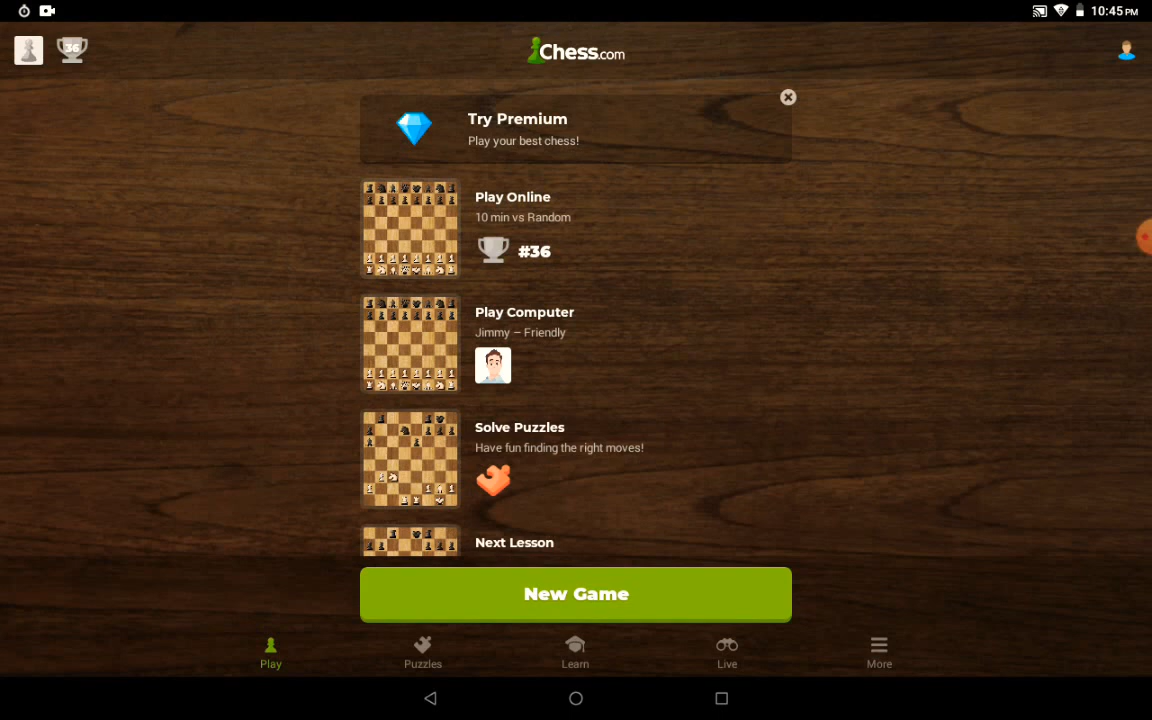 10:45 PM
36
Chess.com
Try Premium
Play your best chess!
Play Online
10 min vs Random
#36
Play Computer
Jimmy – Friendly
Solve Puzzles
Have fun finding the right moves!
Next Lesson
New Game
Play
Puzzles
Learn
Live
More